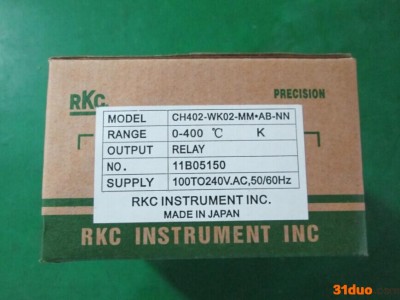 RKC.
PRECISION
MODEL CH402-WK02-MM•AB-NN
RANGE 0-400 ℃ K
OUTPUT RELAY
NO. 11B05150
SUPPLY 100TO240V.AC,50/60Hz
RKC INSTRUMENT INC.
MADE IN JAPAN
RKC INSTRUMENT INC
31duo.com